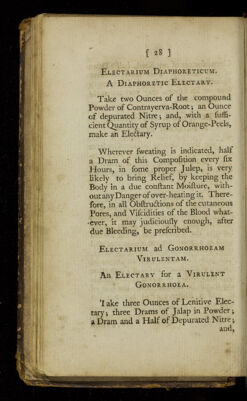 [ 28 ]
ELECTARIUM DIAPHORETICUM.
A DIAPHORETIC ELECTARY.
Take two Ounces of the compound
Powder of Contrayerva-Root; an Ounce
of depurated Nitre; and, with a ſuffi-
cient Quantity of Syrup of Orange-Peels,
make an Electary.
Wherever ſweating is indicated, half
a Dram of this Compoſition every ſix
Hours, in ſome proper Julep, is very
likely to bring Relief, by keeping the
Body in a due conſtant Moiſture, with-
out any Danger of over-heating it. There-
fore, in all Obſtructions of the cutaneous
Pores, and Viſcidities of the Blood what-
ever, it may judiciouſly enough, after
due Bleeding, be preſcribed.
ELECTARIUM ad GONORRHOEAM
VIRULENTAM.
An ELECTARY for a VIRULENT
GONORRHOEA.
Take three Ounces of Lenitive Elec-
tary; three Drams of Jalap in Powder;
a Dram and a Half of Depurated Nitre;
and,